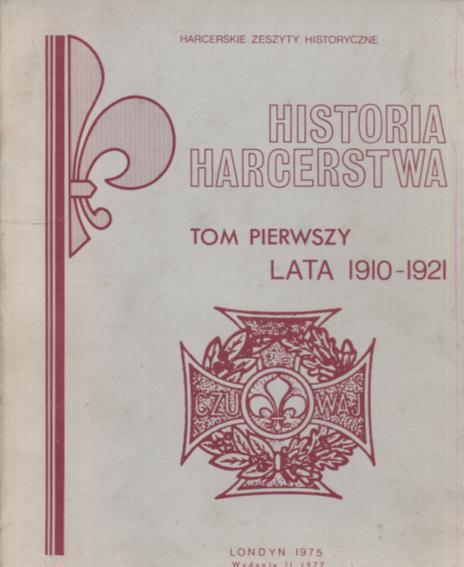 HARCERSKIE ZESZYTY HISTORYCZNE
HISTORIA
HARCERSTWA
TOM PIERWSZY
LATA 1910-1921
CZU WAJ
LONDYN 1975
Wydanie II 1977